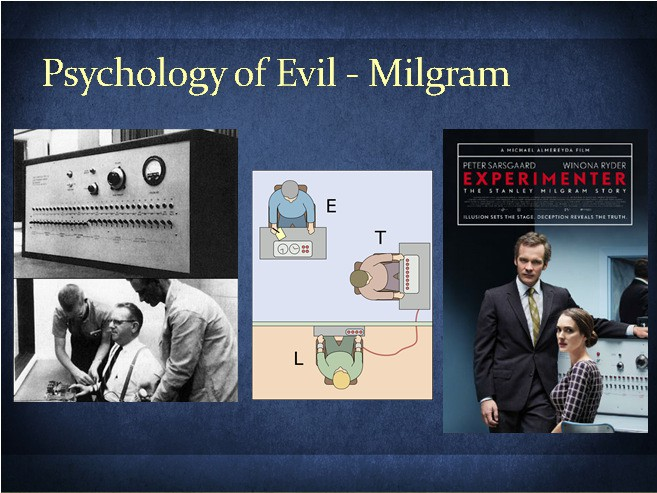 Psychology of Evil - Milgram
E
T
L
A MICHAEL ALMEREYDA FILM
PETER SARSGAARD WINONA RYDER
EXPERIMENTER
THE STANLEY MILGRAM STORY
ILLUSION SETS THE STAGE. DECEPTION REVEALS THE TRUTH.